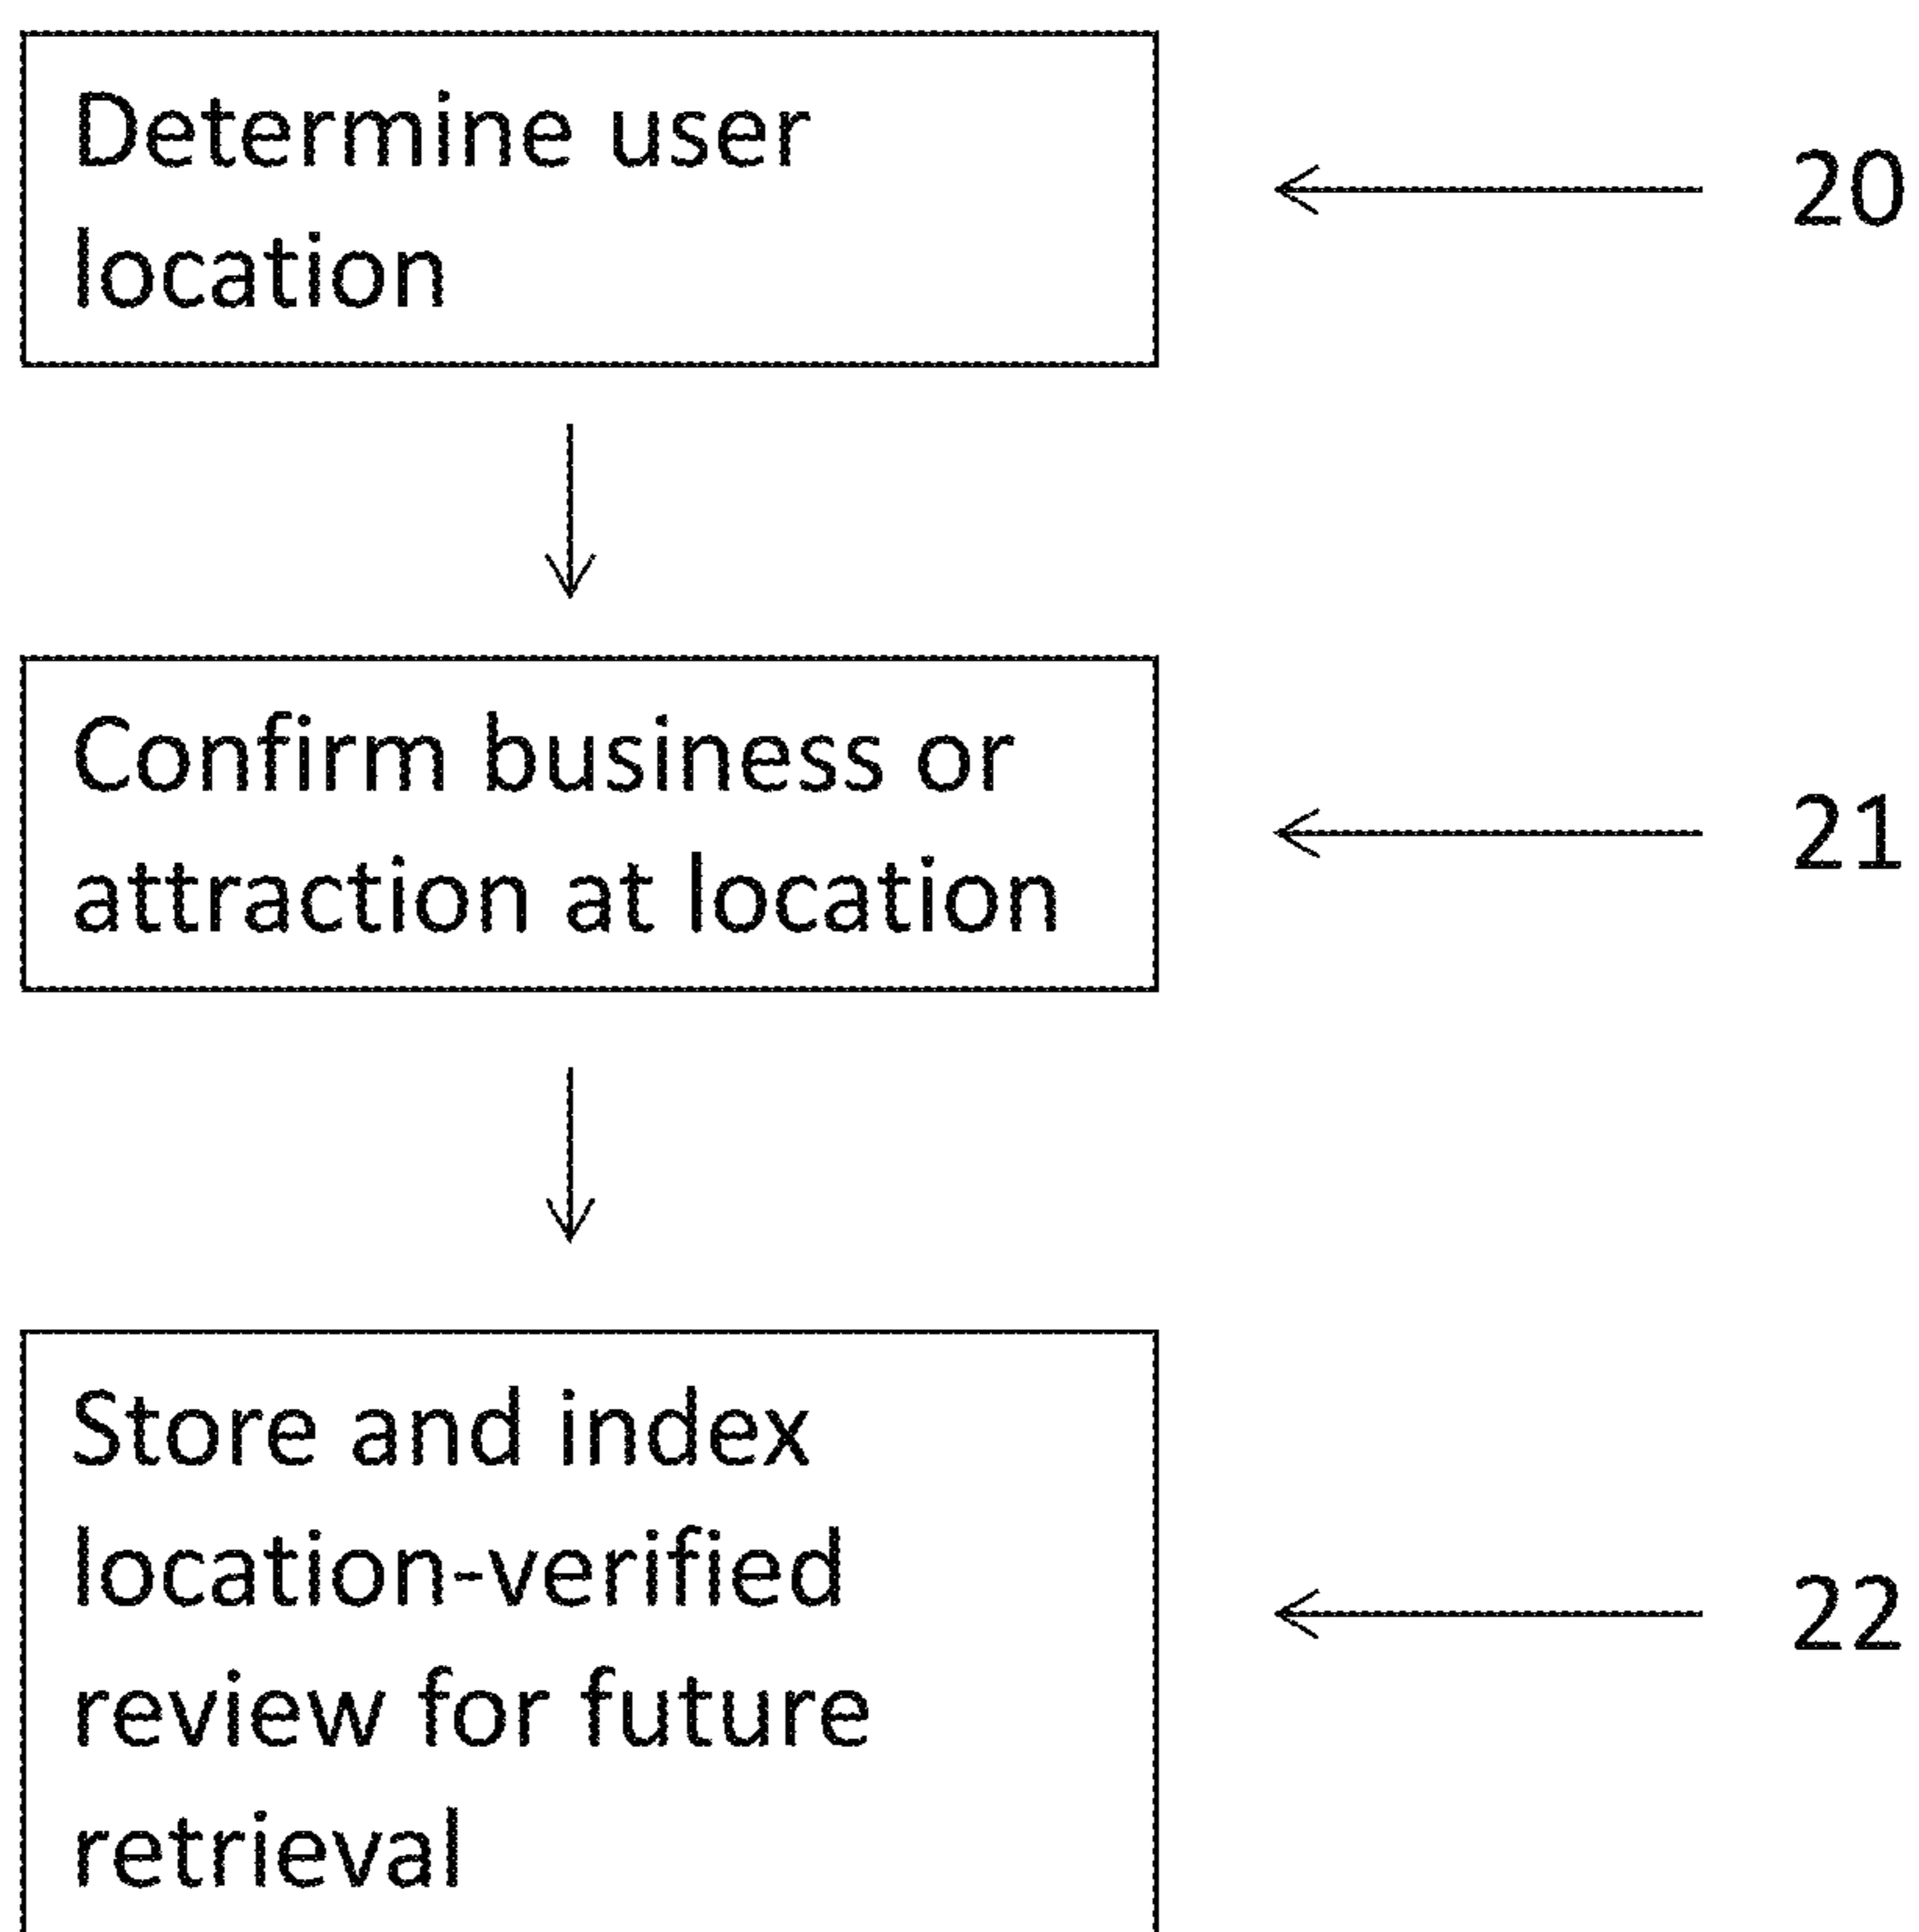 Determine user
location
20
Confirm business or
attraction at location
21
Store and index
location-verified
review for future
retrieval
22